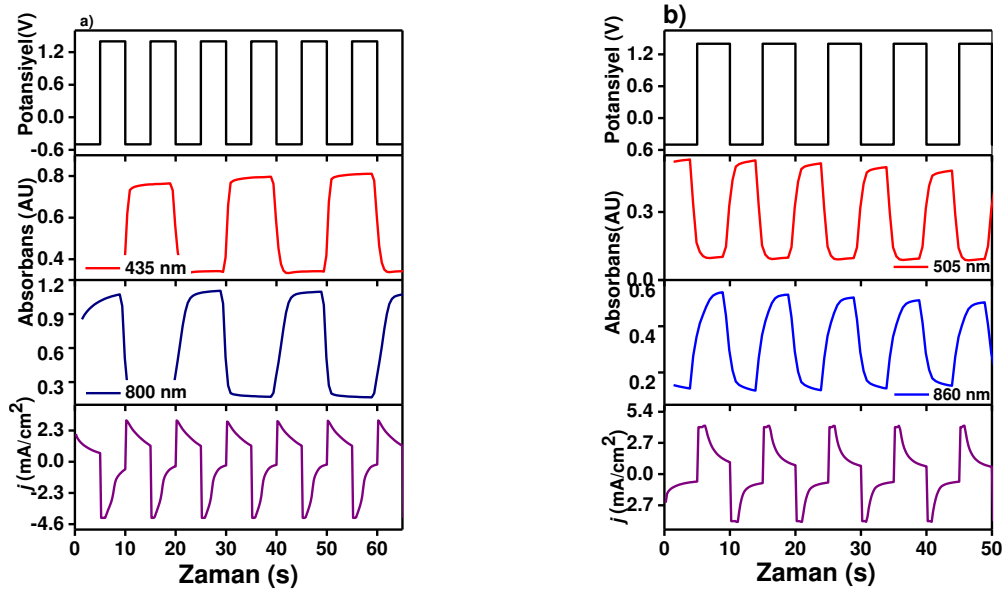 a)
Potansiyel(V)
1.2
0.6
0.0
-0.6
Absorbans (AU)
0.8
0.6
0.4
435 nm
1.2
0.9
0.6
0.3
800 nm
j (mA/cm2)
2.3
0.0
-2.3
-4.6
0 10 20 30 40 50 60
Zaman (s)
b)
Potansiyel (V)
1.2
0.6
0.0
0.6
Absorbans(AU)
0.3
0.0
505 nm
0.6
0.4
0.2
860 nm
j (mA/cm2)
5.4
2.7
0.0
-2.7
0 10 20 30 40 50
Zaman (s)